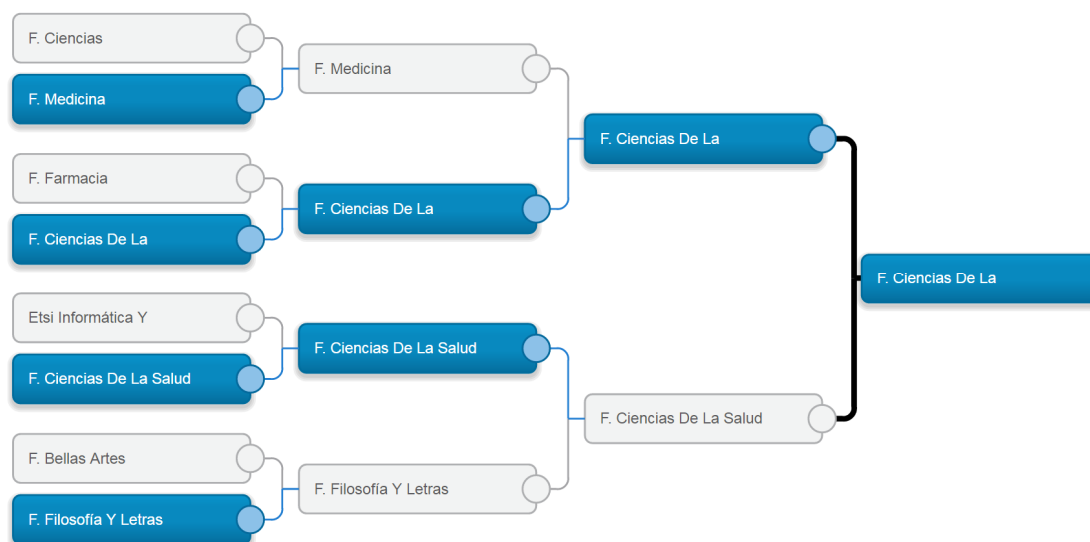 F. Ciencias
F. Medicina
F. Farmacia
F. Ciencias De La
Etsi Informática Y
F. Ciencias De La Salud
F. Bellas Artes
F. Filosofía Y Letras
F. Medicina
F. Ciencias De La
F. Ciencias De La Salud
F. Filosofía Y Letras
F. Ciencias De La
F. Ciencias De La Salud
F. Ciencias De La